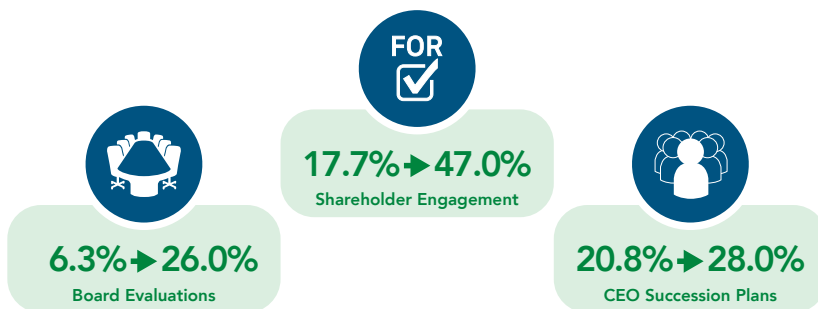 FOR
17.7% → 47.0%
Shareholder Engagement
6.3% → 26.0%
Board Evaluations
20.8% → 28.0%
CEO Succession Plans